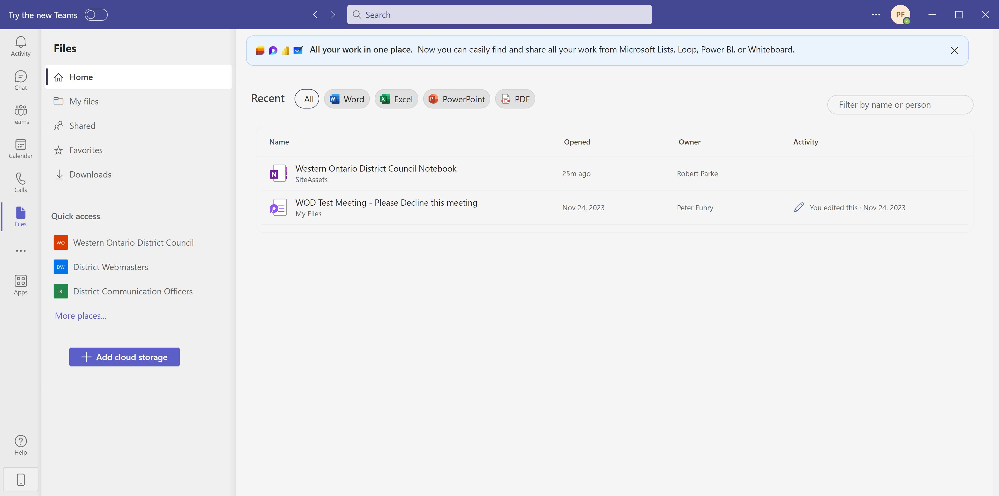 Try the new Teams
Search
PF
Activity
Chat
Teams
Calendar
Calls
Files
Apps
Help
Files
Home
My files
Shared
Favorites
Downloads
Quick access
WO Western Ontario District Council
DW District Webmasters
DC District Communication Officers
More places...
Add cloud storage
All your work in one place. Now you can easily find and share all your work from Microsoft Lists, Loop, Power BI, or Whiteboard.
Recent All W Word X Excel P PowerPoint PDF
Filter by name or person
Name Opened Owner Activity
N Western Ontario District Council Notebook 25m ago Robert Parke
SiteAssets
WOD Test Meeting - Please Decline this meeting Nov 24, 2023 Peter Fuhry You edited this · Nov 24, 2023
My Files